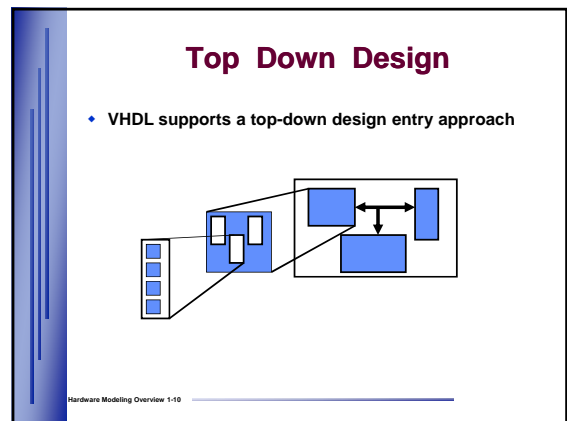 Top Down Design
VHDL supports a top-down design entry approach
Hardware Modeling Overview 1-10